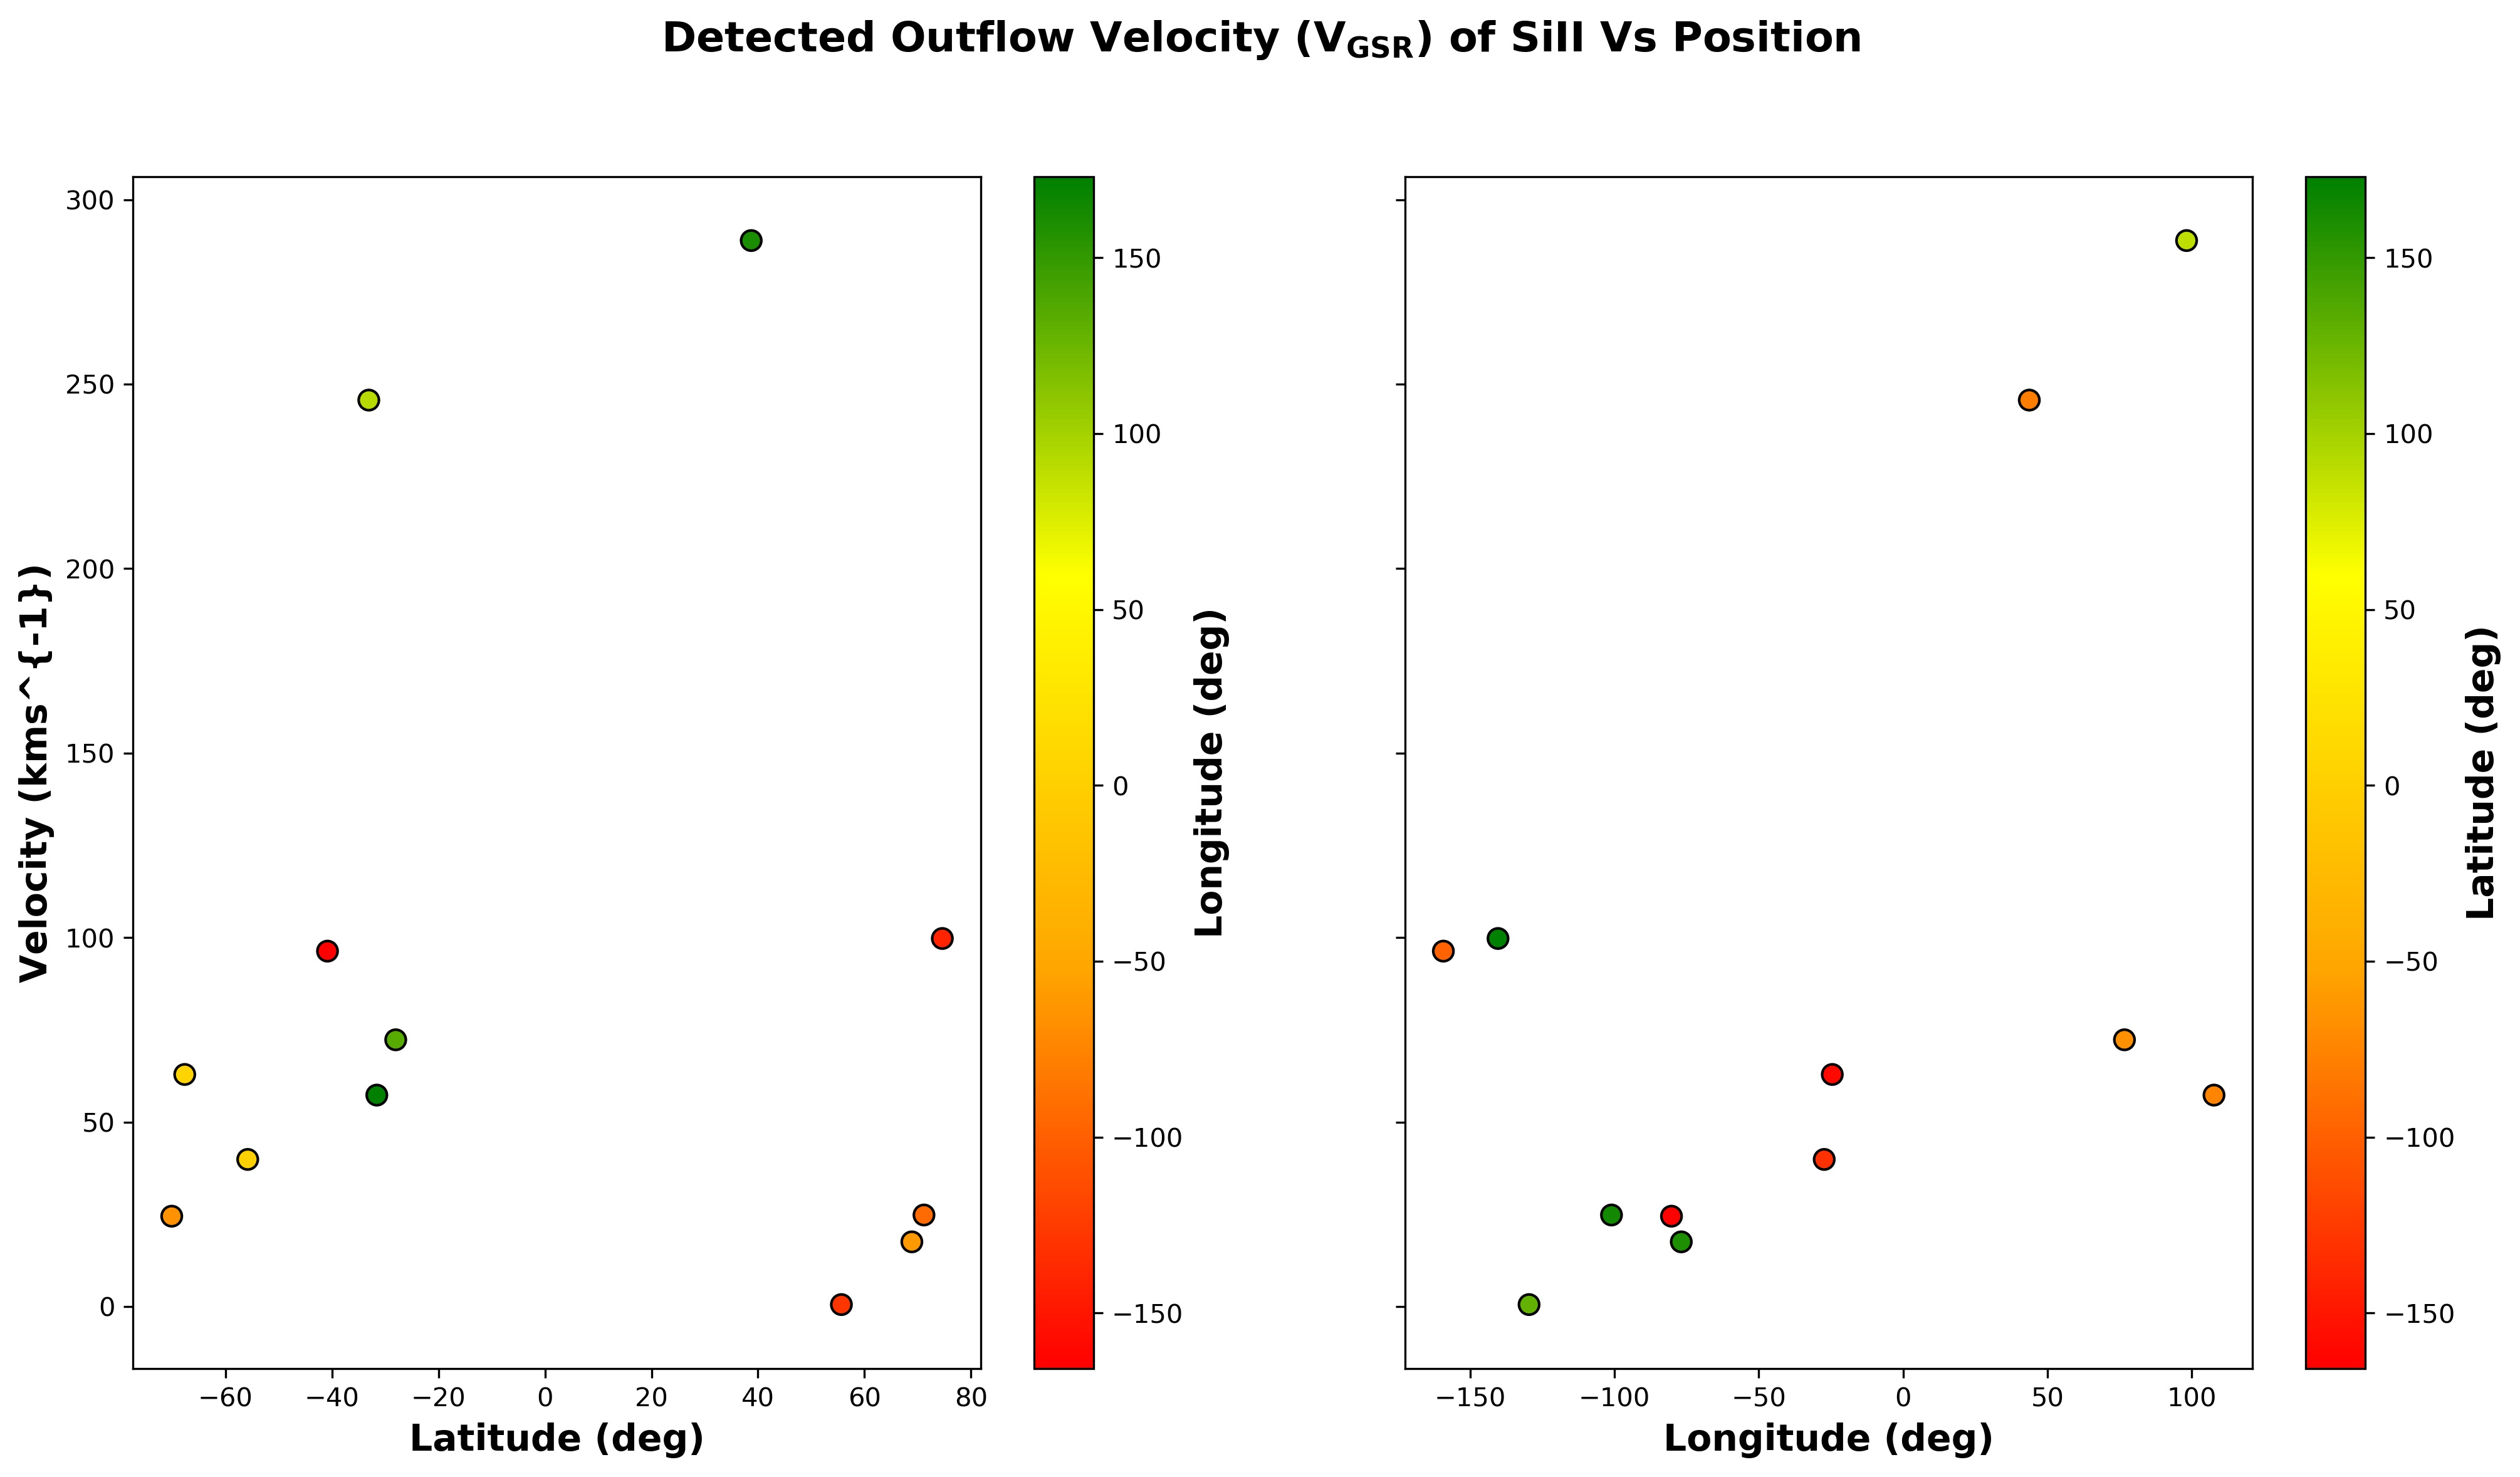 Detected Outflow Velocity (V_GSR) of SiII Vs Position
Velocity (kms^{-1})
300
250
200
150
100
50
0
−60 −40 −20 0 20 40 60 80
Latitude (deg)
150
100
50
0
−50
−100
−150
Longitude (deg)
−150 −100 −50 0 50 100
Longitude (deg)
150
100
50
0
−50
−100
−150
Latitude (deg)